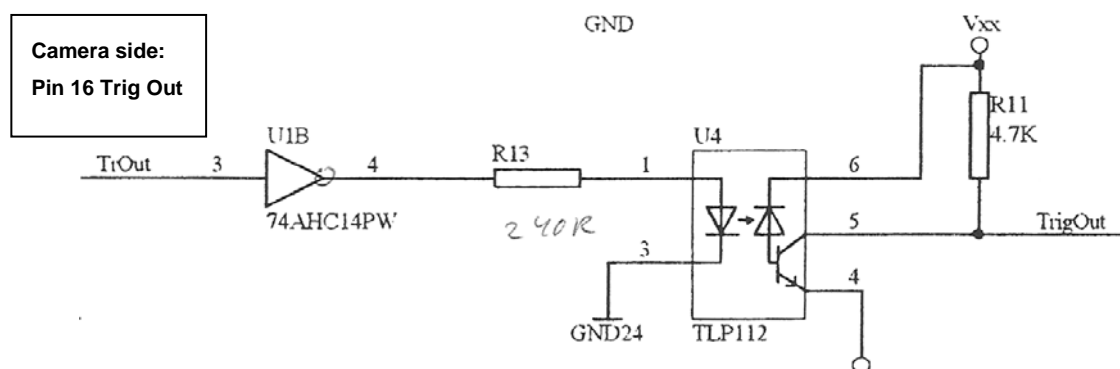 GND
Vxx
Camera side:
Pin 16 Trig Out
R11
4.7K
U1B
U4
TrOut
3
4
R13
1
6
74AHC14PW
240R
5
TrigOut
3
4
GND24
TLP112